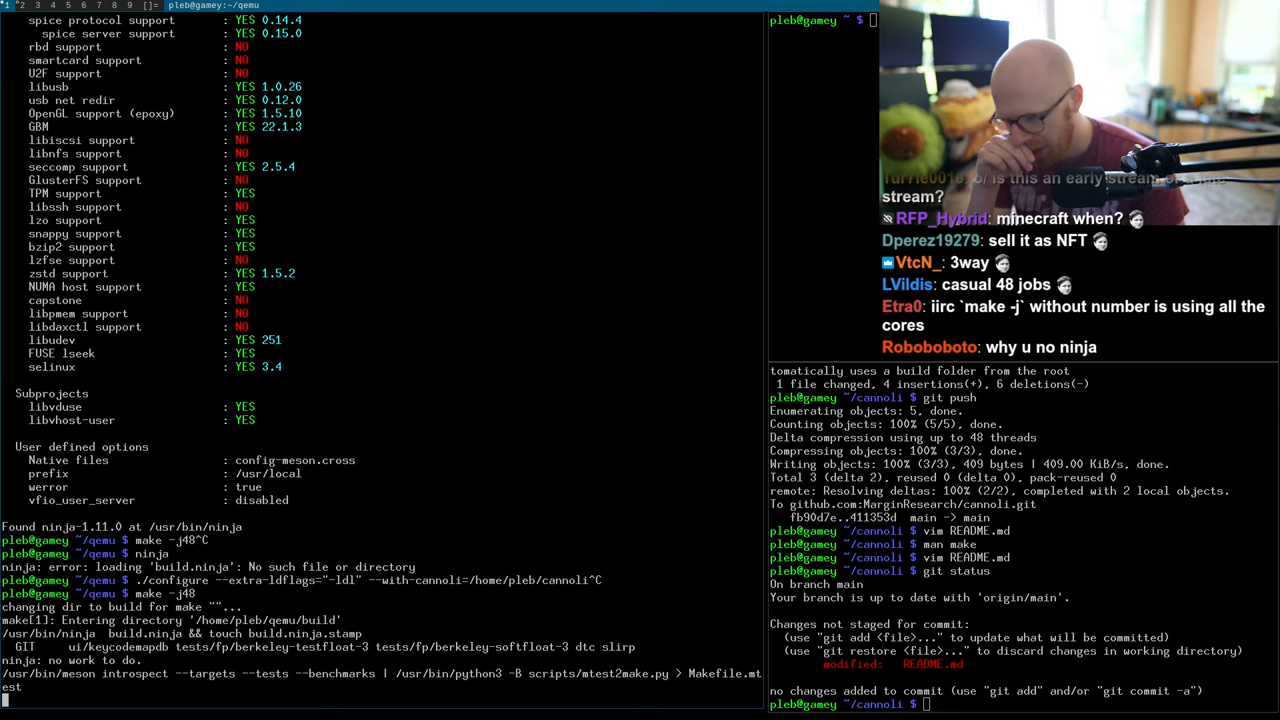 1 2 3 4 5 6 7 8 9 []= pleb@gamey:~/qemu
spice protocol support : YES 0.14.4
spice server support : YES 0.15.0
rbd support : NO
smartcard support : NO
U2F support : NO
libusb : YES 1.0.26
usb net redir : YES 0.12.0
OpenGL support (epoxy) : YES 1.5.10
GBM : YES 22.1.3
libiscsi support : NO
libnfs support : NO
seccomp support : YES 2.5.4
GlusterFS support : NO
TPM support : YES
libssh support : NO
lzo support : YES
snappy support : YES
bzip2 support : YES
lzfse support : NO
zstd support : YES 1.5.2
NUMA host support : YES
capstone : NO
libpmem support : NO
libdaxctl support : NO
libudev : YES 251
FUSE lseek : YES
selinux : YES 3.4
Subprojects
libvduse : YES
libvhost-user : YES
User defined options
Native files : config-meson.cross
prefix : /usr/local
werror : true
vfio_user_server : disabled
Found ninja-1.11.0 at /usr/bin/ninja
pleb@gamey ~/qemu $ make -j48^C
pleb@gamey ~/qemu $ ninja
ninja: error: loading 'build.ninja': No such file or directory
pleb@gamey ~/qemu $ ./configure --extra-ldflags="-ldl" --with-cannoli=/home/pleb/cannoli^C
pleb@gamey ~/qemu $ make -j48
changing dir to build for make ""...
make[1]: Entering directory '/home/pleb/qemu/build'
/usr/bin/ninja  build.ninja && touch build.ninja.stamp
GIT ui/keycodemapdb tests/fp/berkeley-testfloat-3 tests/fp/berkeley-softfloat-3 dtc slirp
ninja: no work to do.
/usr/bin/meson introspect --targets --tests --benchmarks | /usr/bin/python3 -B scripts/mtest2make.py > Makefile.mt
est
pleb@gamey ~ $
is this an early stream or a late
stream?
RFP_Hybrid: minecraft when?
Dperez19279: sell it as NFT
VtcN_: 3way
LVildis: casual 48 jobs
Etra0: iirc `make -j` without number is using all the
cores
Roboboboto: why u no ninja
tomatically uses a build folder from the root
1 file changed, 4 insertions(+), 6 deletions(-)
pleb@gamey ~/cannoli $ git push
Enumerating objects: 5, done.
Counting objects: 100% (5/5), done.
Delta compression using up to 48 threads
Compressing objects: 100% (3/3), done.
Writing objects: 100% (3/3), 409 bytes | 409.00 KiB/s, done.
Total 3 (delta 2), reused 0 (delta 0), pack-reused 0
remote: Resolving deltas: 100% (2/2), completed with 2 local objects.
To github.com:MarginResearch/cannoli.git
fb90d7e..411353d  main -> main
pleb@gamey ~/cannoli $ vim README.md
pleb@gamey ~/cannoli $ man make
pleb@gamey ~/cannoli $ vim README.md
pleb@gamey ~/cannoli $ git status
On branch main
Your branch is up to date with 'origin/main'.
Changes not staged for commit:
(use "git add <file>..." to update what will be committed)
(use "git restore <file>..." to discard changes in working directory)
modified: README.md
no changes added to commit (use "git add" and/or "git commit -a")
pleb@gamey ~/cannoli $